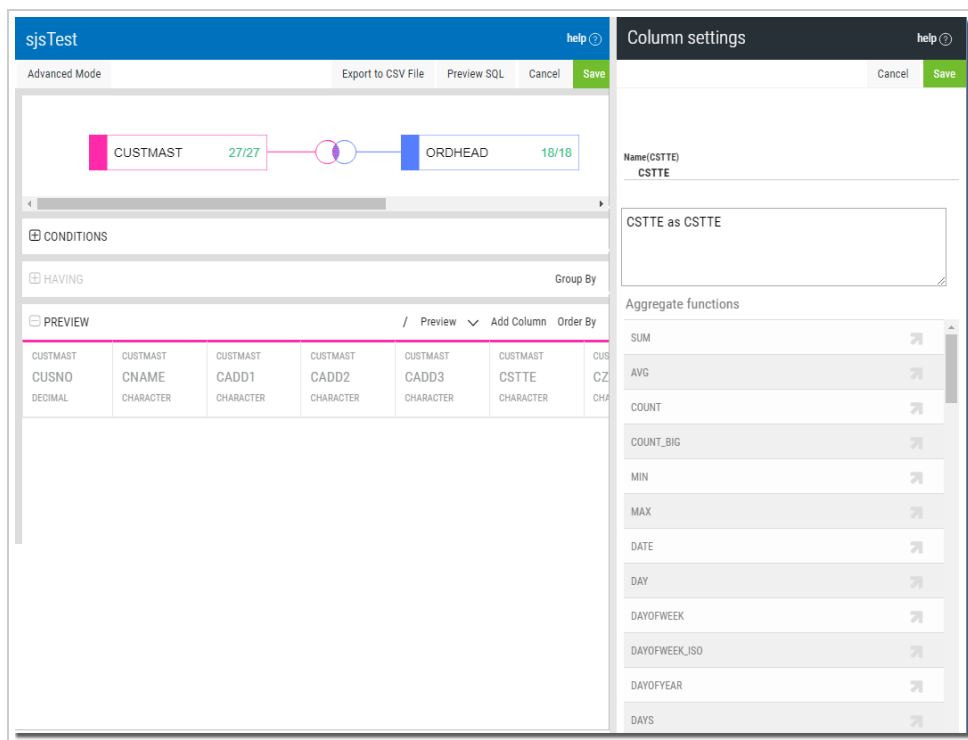 sjsTest
help ?
Advanced Mode
Export to CSV File
Preview SQL
Cancel
Save
CUSTMAST
27/27
ORDHEAD
18/18
CONDITIONS
HAVING
Group By
PREVIEW
/ Preview
Add Column
Order By
CUSTMAST CUSTMAST CUSTMAST CUSTMAST CUSTMAST CUSTMAST CUS
CUSNO CNAME CADD1 CADD2 CADD3 CSTTE CZ
DECIMAL CHARACTER CHARACTER CHARACTER CHARACTER CHARACTER CHA
Column settings
help ?
Cancel
Save
Name(CSTTE)
CSTTE
CSTTE as CSTTE
Aggregate functions
SUM
AVG
COUNT
COUNT_BIG
MIN
MAX
DATE
DAY
DAYOFWEEK
DAYOFWEEK_ISO
DAYOFYEAR
DAYS